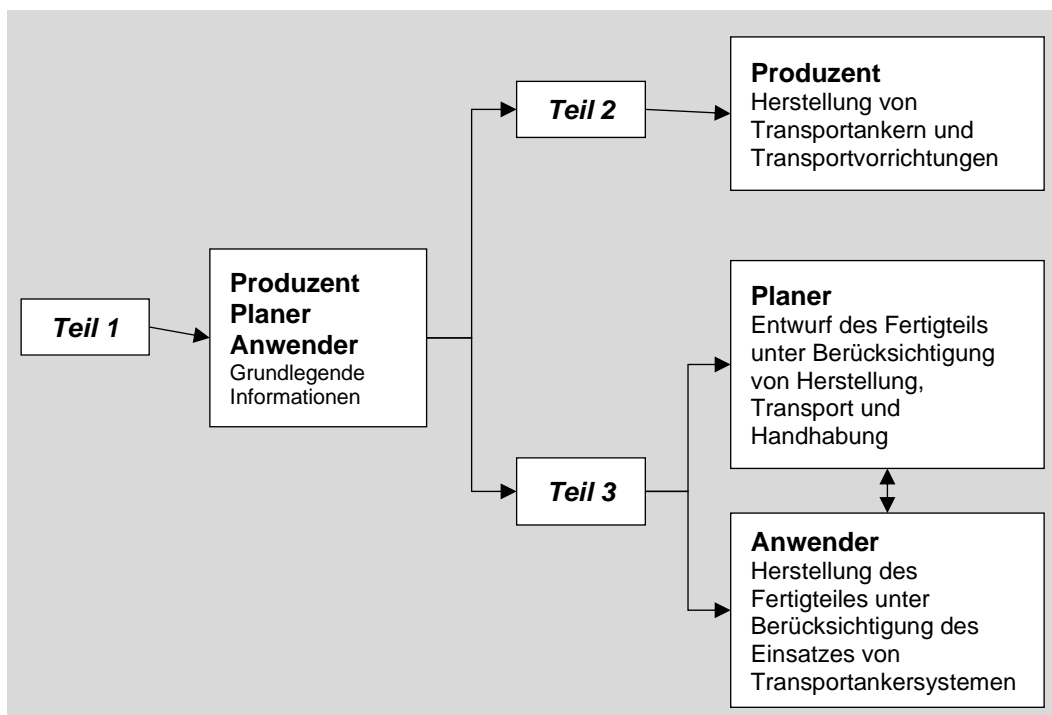 Teil 1
Produzent
Planer
Anwender
Grundlegende
Informationen
Teil 2
Produzent
Herstellung von
Transportankern und
Transportvorrichtungen
Teil 3
Planer
Entwurf des Fertigteils
unter Berücksichtigung
von Herstellung,
Transport und
Handhabung
Anwender
Herstellung des
Fertigteiles unter
Berücksichtigung des
Einsatzes von
Transportankersystemen